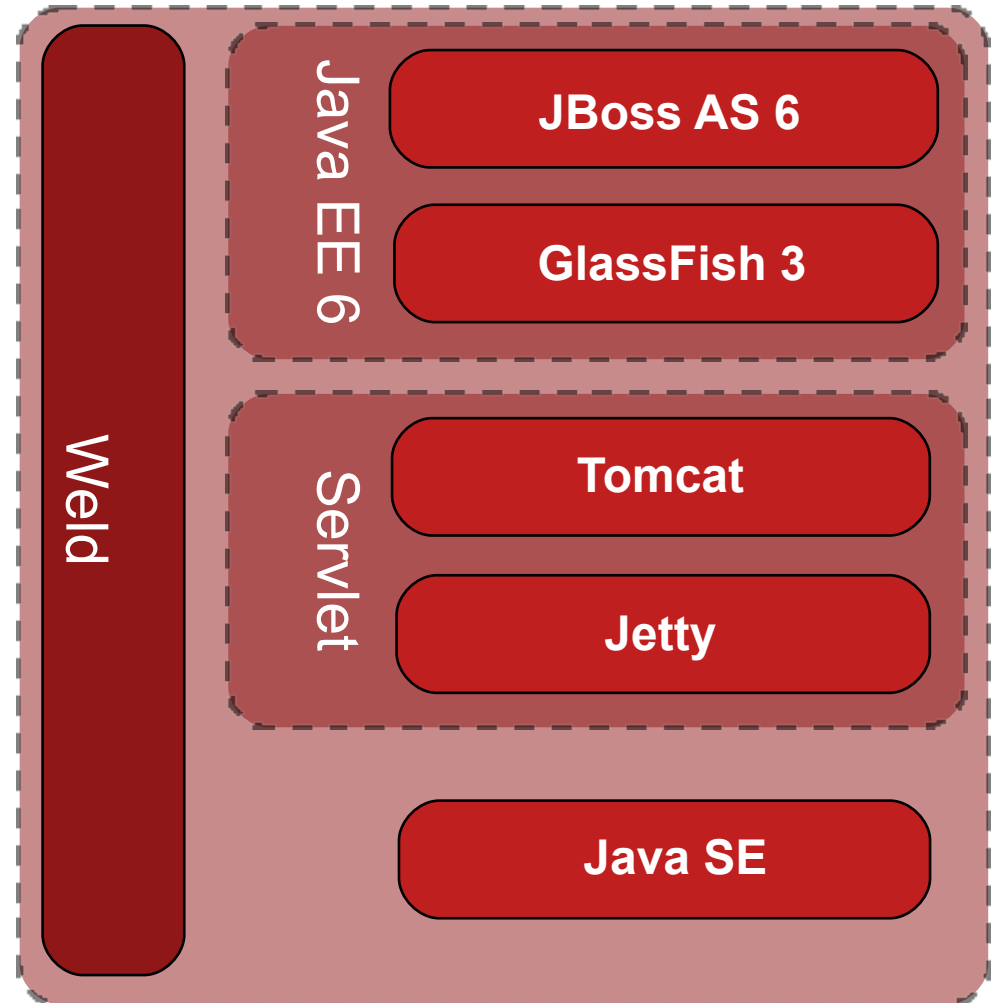 Weld
Java EE 6
JBoss AS 6
GlassFish 3
Servlet
Tomcat
Jetty
Java SE